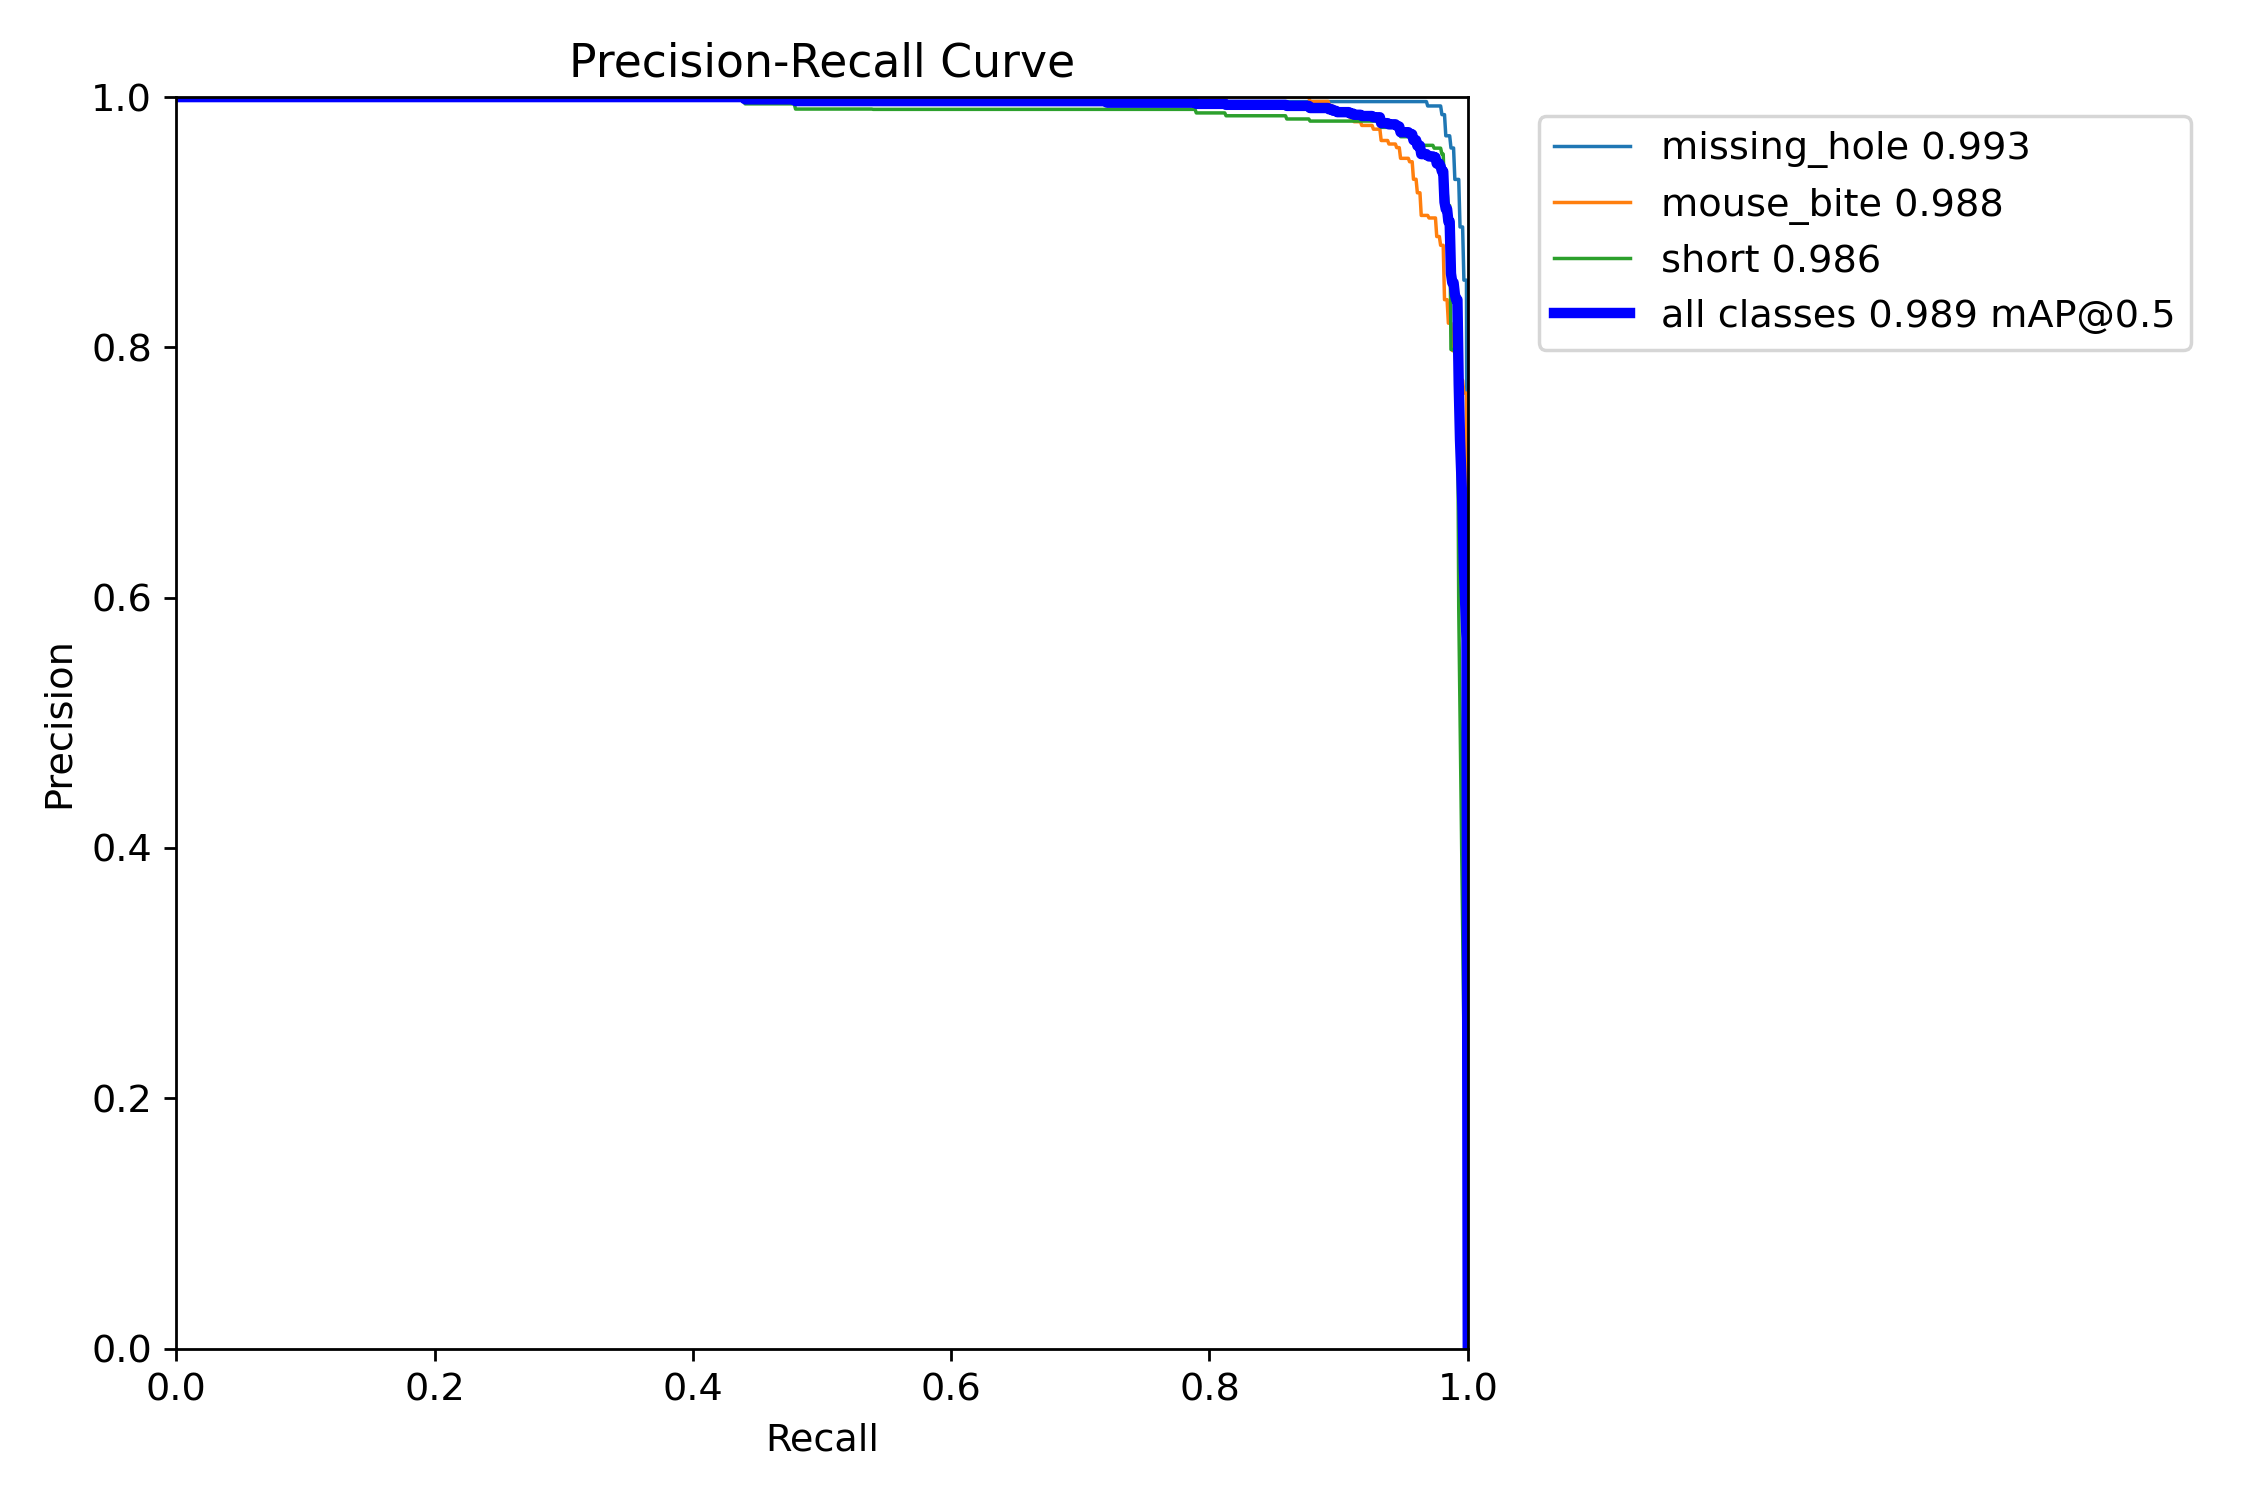 Precision-Recall Curve
1.0
0.8
0.6
0.4
0.2
0.0
Precision
0.0 0.2 0.4 0.6 0.8 1.0
Recall
missing_hole 0.993
mouse_bite 0.988
short 0.986
all classes 0.989 mAP@0.5